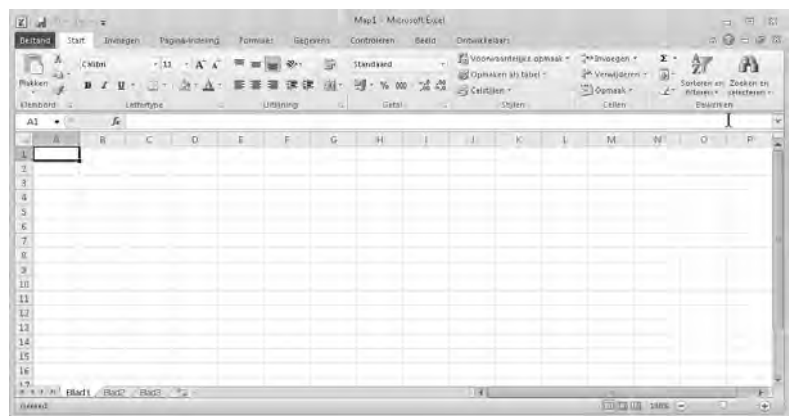 Map1 - Microsoft Excel
Bestand Start Invoegen Pagina-indeling Formules Gegevens Controleren Beeld Ontwikkelaars
Calibri 11 A A Standaard Voorwaardelijke opmaak Invoegen Σ
Plakken B I U A % 000 Opmaken als tabel Verwijderen Sorteren en Zoeken en
Celstijlen Opmaak filteren selecteren
Klembord Lettertype Uitlijning Getal Stijlen Cellen Bewerken
A1 fx
A B C D E F G H I J K L M N O P
1
2
3
4
5
6
7
8
9
10
11
12
13
14
15
16
17
Blad1 Blad2 Blad3
Gereed 100%